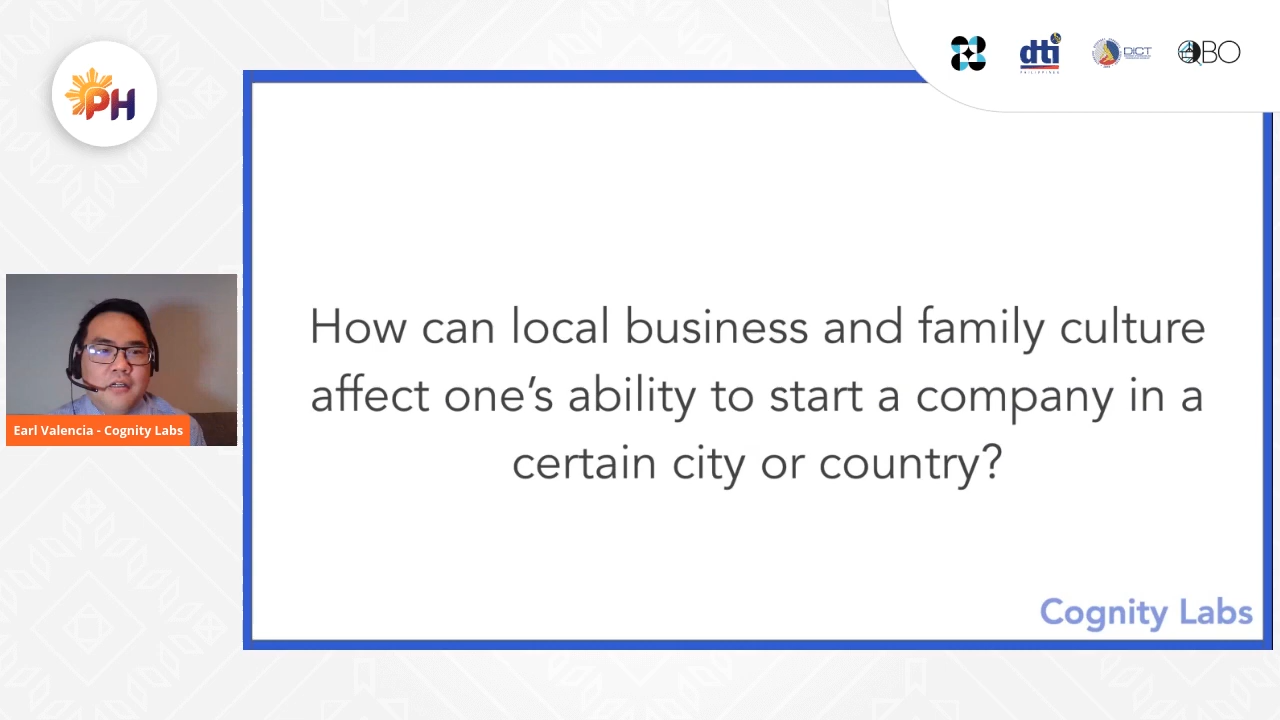 PH
dti
PHILIPPINES
DICT
QBO
How can local business and family culture
affect one's ability to start a company in a
certain city or country?
Earl Valencia - Cognity Labs
Cognity Labs